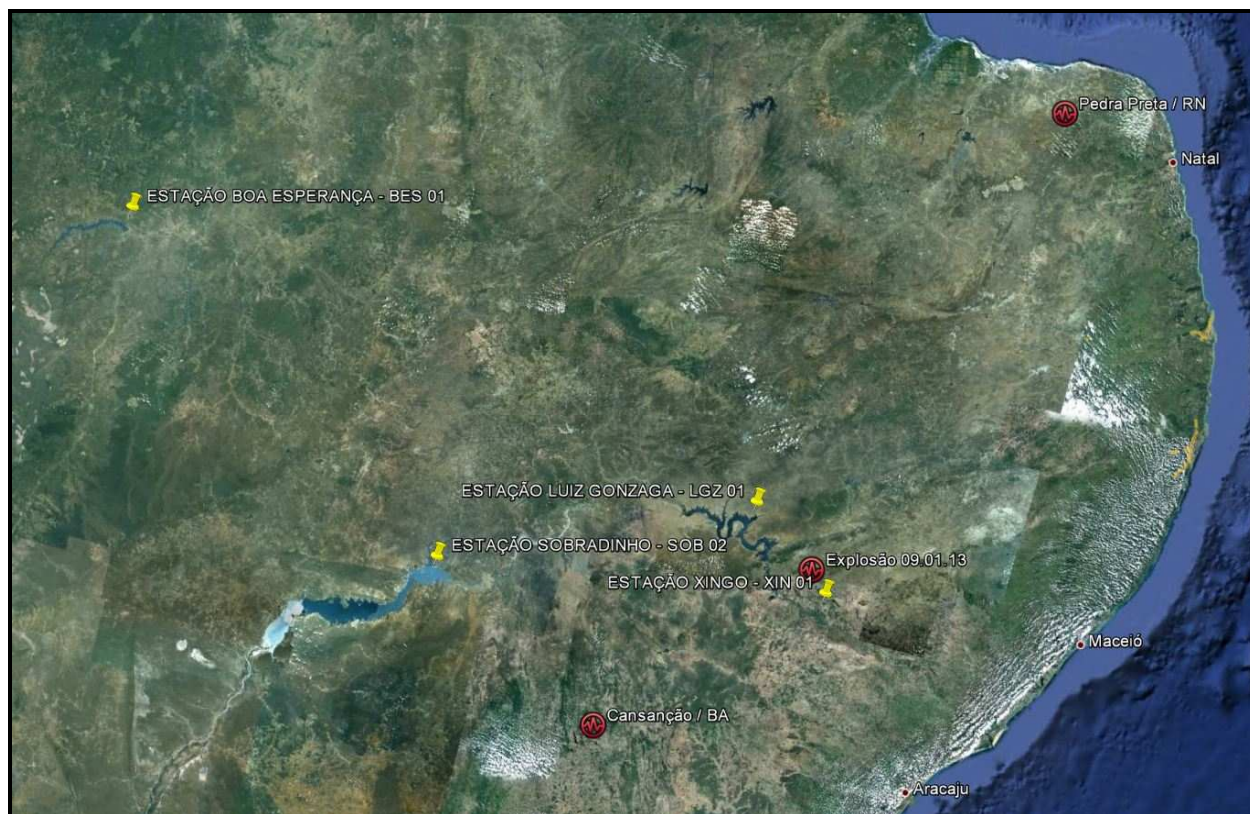 Pedra Preta / RN
Natal
ESTAÇÃO BOA ESPERANÇA - BES 01
ESTAÇÃO LUIZ GONZAGA - LGZ 01
ESTAÇÃO SOBRADINHO - SOB 02
Explosão 09.01.13
ESTAÇÃO XINGO - XIN 01
Maceió
Cansanção / BA
Aracaju